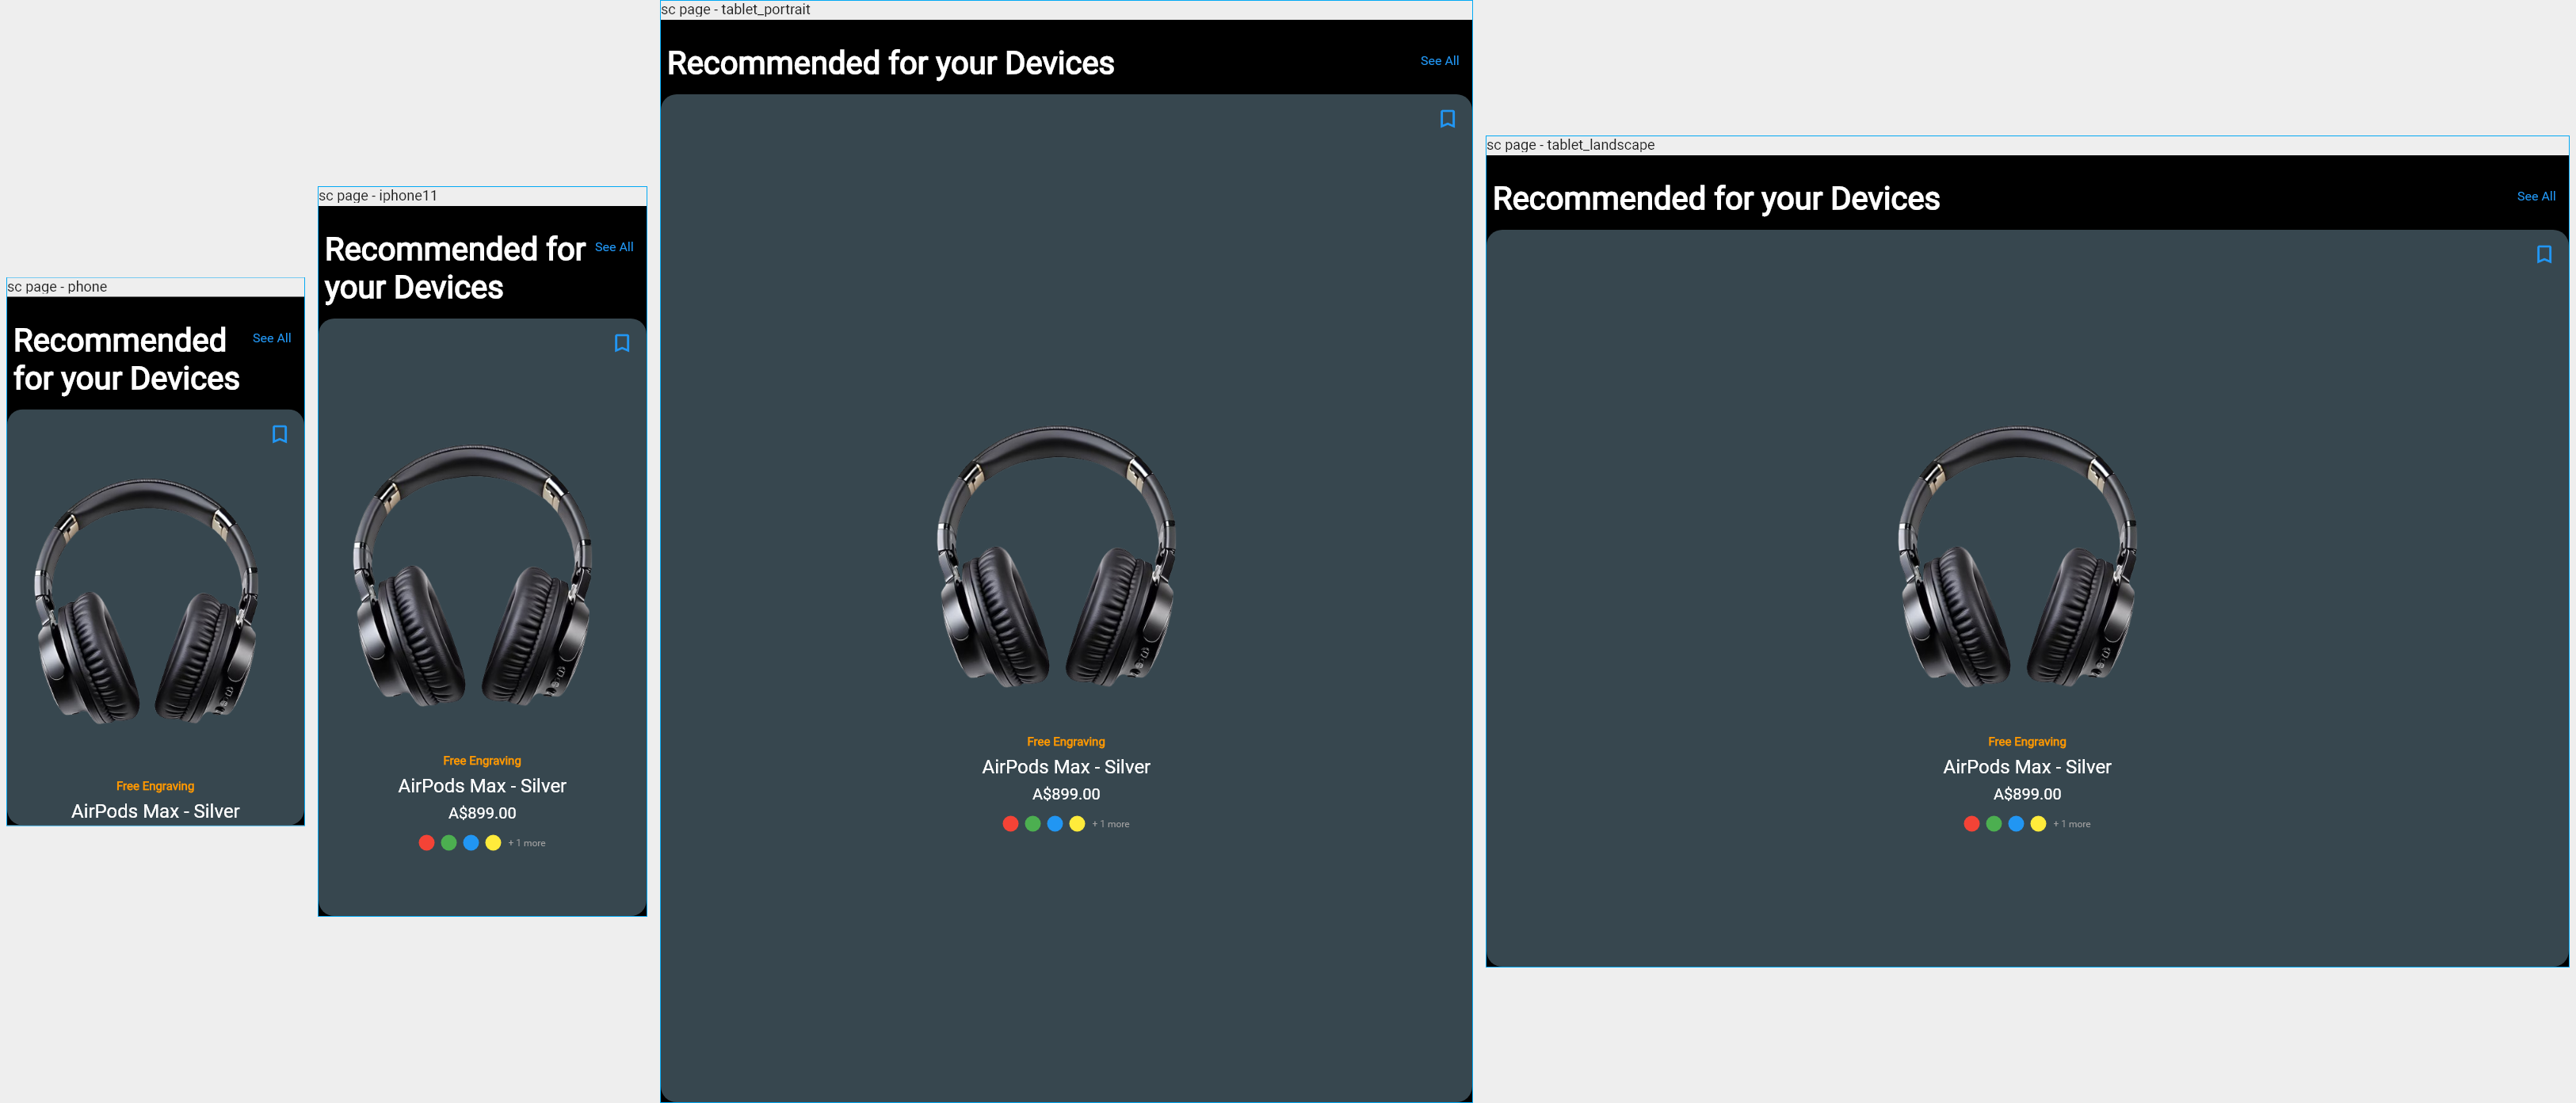 sc page - phone
Recommended
for your Devices
See All
Free Engraving
AirPods Max - Silver
sc page - iphone11
Recommended for
your Devices
See All
Free Engraving
AirPods Max - Silver
A$899.00
+ 1 more
sc page - tablet_portrait
Recommended for your Devices
See All
Free Engraving
AirPods Max - Silver
A$899.00
+ 1 more
sc page - tablet_landscape
Recommended for your Devices
See All
Free Engraving
AirPods Max - Silver
A$899.00
+ 1 more